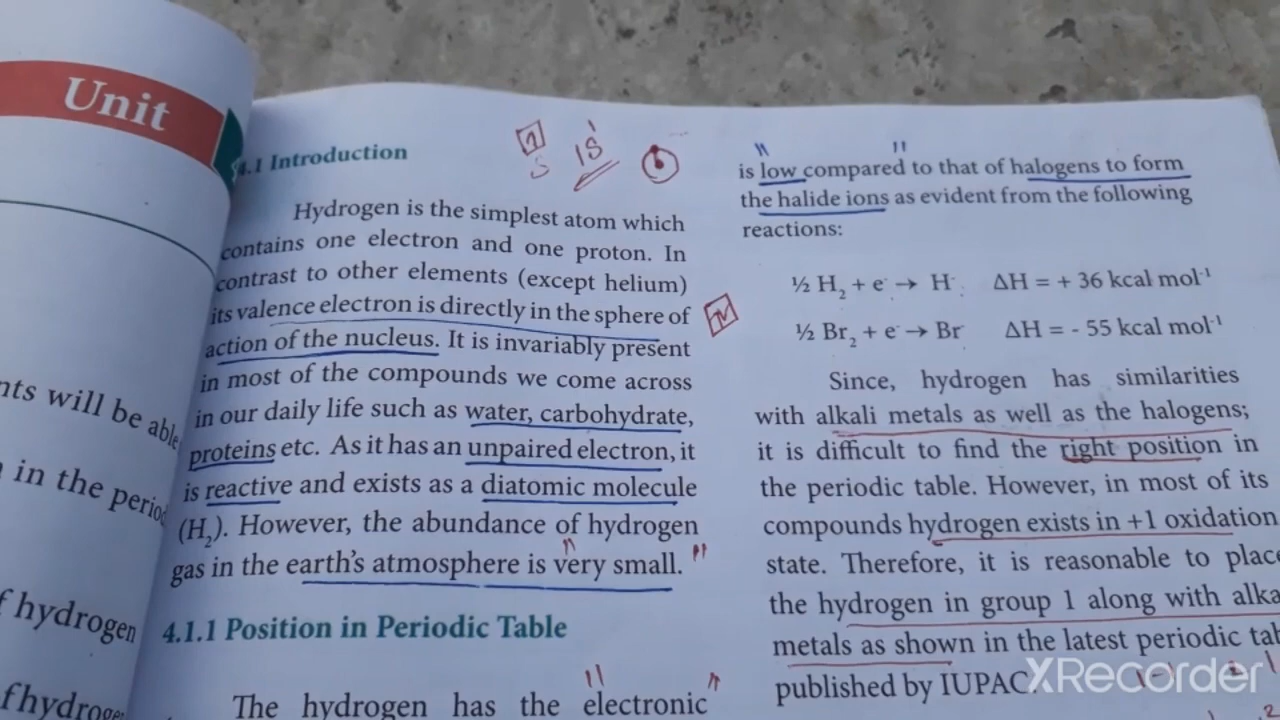 Unit
nts will be able
in the period
f hydrogen
f hydrogen
4.1 Introduction
Hydrogen is the simplest atom which
contains one electron and one proton. In
contrast to other elements (except helium)
its valence electron is directly in the sphere of
action of the nucleus. It is invariably present
in most of the compounds we come across
in our daily life such as water, carbohydrate,
proteins etc. As it has an unpaired electron, it
is reactive and exists as a diatomic molecule
(H₂). However, the abundance of hydrogen
gas in the earth's atmosphere is very small.
4.1.1 Position in Periodic Table
The hydrogen has the electronic
is low compared to that of halogens to form
the halide ions as evident from the following
reactions:
½ H₂ + e⁻ → H⁻ ΔH = + 36 kcal mol⁻¹
½ Br₂ + e⁻ → Br⁻ ΔH = - 55 kcal mol⁻¹
Since, hydrogen has similarities
with alkali metals as well as the halogens;
it is difficult to find the right position in
the periodic table. However, in most of its
compounds hydrogen exists in +1 oxidation
state. Therefore, it is reasonable to place
the hydrogen in group 1 along with alka
metals as shown in the latest periodic tab
published by IUPAC
XRecorder